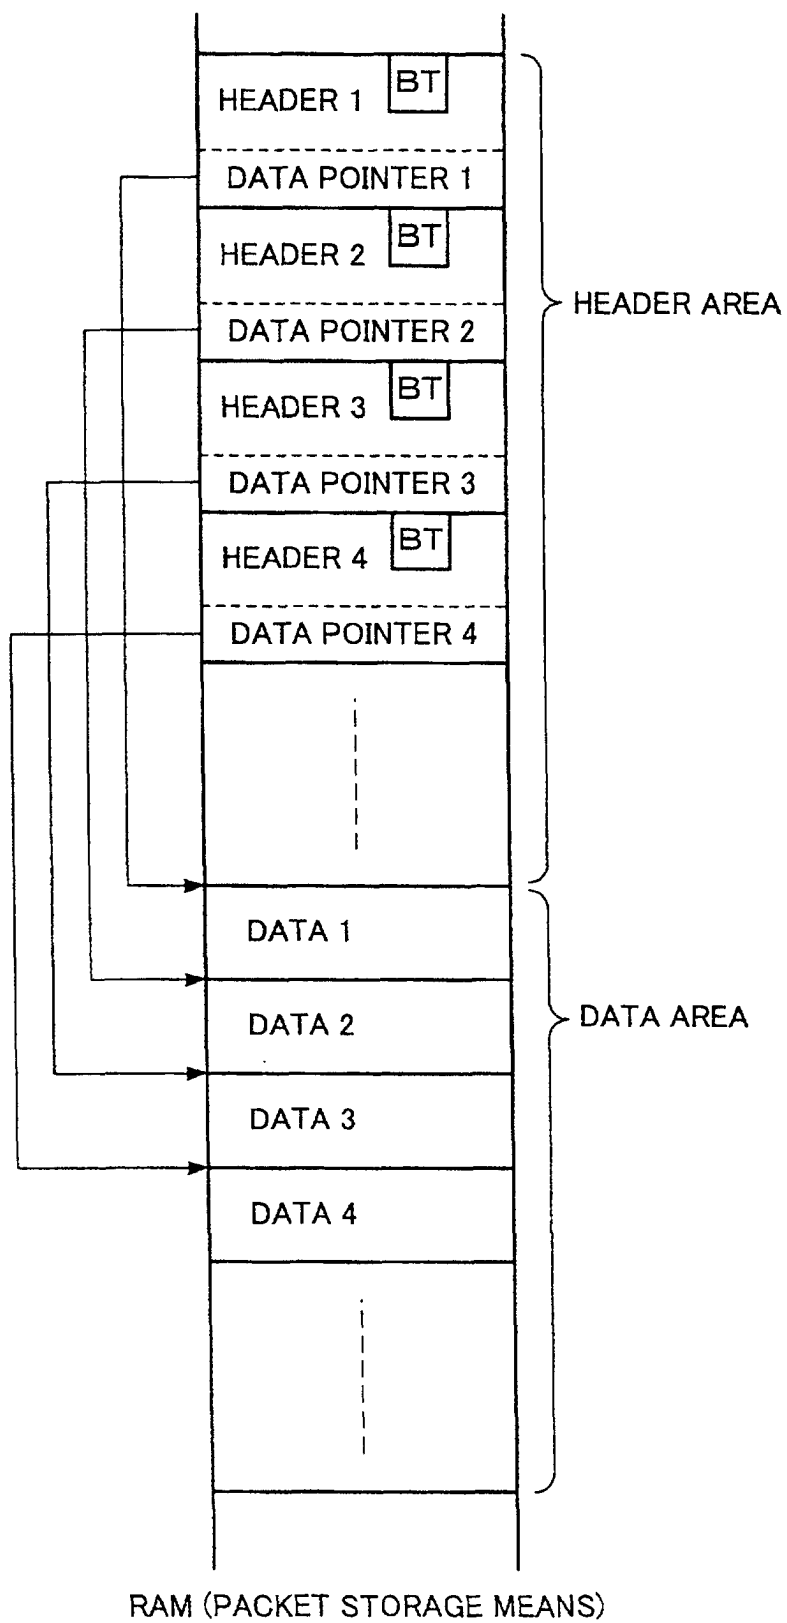 BT
HEADER 1
DATA POINTER 1
BT
HEADER 2
HEADER AREA
DATA POINTER 2
BT
HEADER 3
DATA POINTER 3
BT
HEADER 4
DATA POINTER 4
DATA 1
DATA AREA
DATA 2
DATA 3
DATA 4
RAM (PACKET STORAGE MEANS)